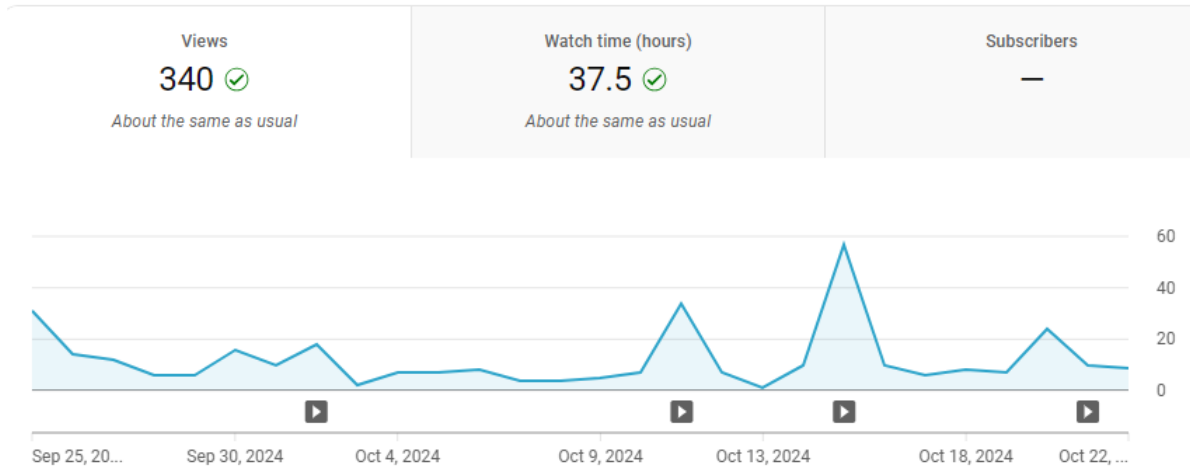 Views
340
About the same as usual
Watch time (hours)
37.5
About the same as usual
Subscribers
—
60
40
20
0
Sep 25, 20...
Sep 30, 2024
Oct 4, 2024
Oct 9, 2024
Oct 13, 2024
Oct 18, 2024
Oct 22, ...